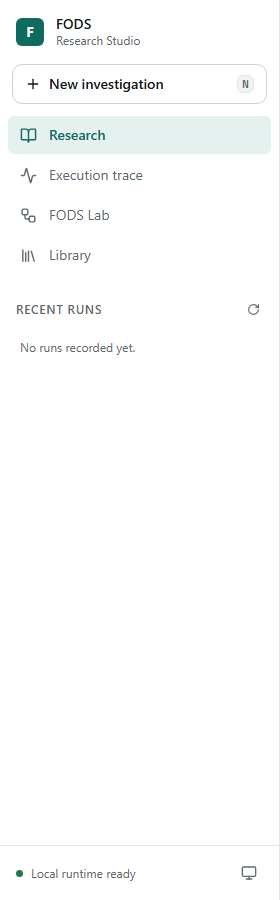 F
FODS
Research Studio
New investigation N
Research
Execution trace
FODS Lab
Library
RECENT RUNS
No runs recorded yet.
Local runtime ready